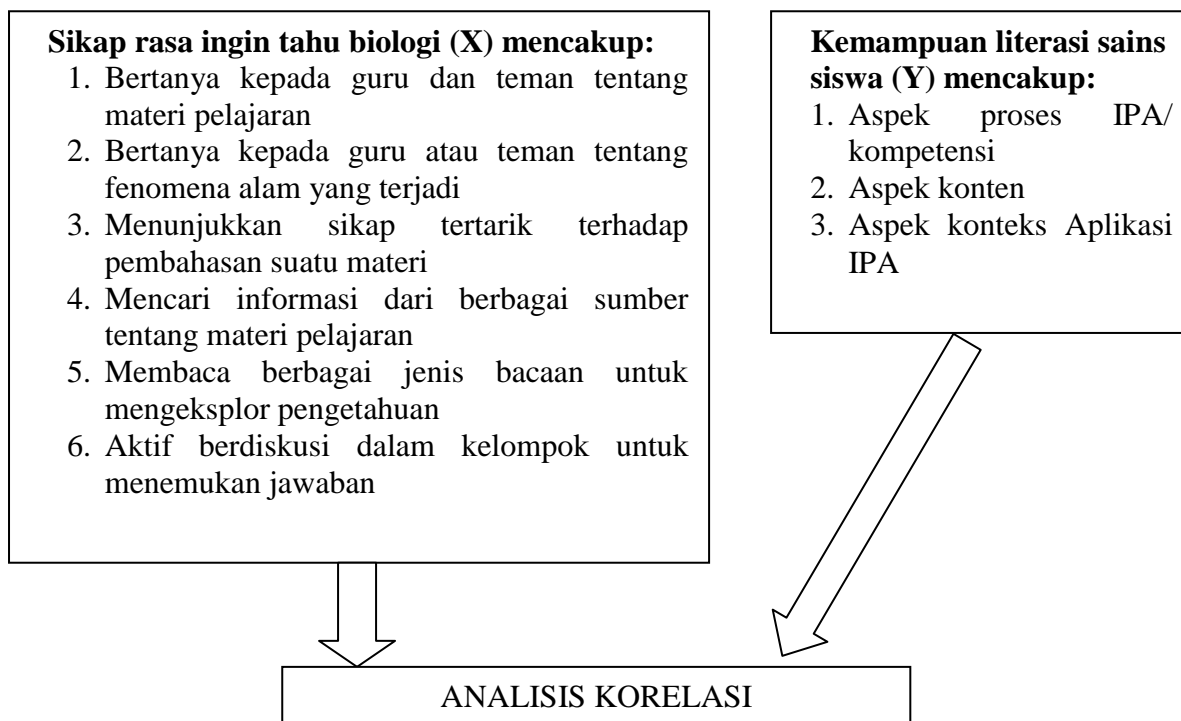 Sikap rasa ingin tahu biologi (X) mencakup:
1. Bertanya kepada guru dan teman tentang
materi pelajaran
2. Bertanya kepada guru atau teman tentang
fenomena alam yang terjadi
3. Menunjukkan sikap tertarik terhadap
pembahasan suatu materi
4. Mencari informasi dari berbagai sumber
tentang materi pelajaran
5. Membaca berbagai jenis bacaan untuk
mengeksplor pengetahuan
6. Aktif berdiskusi dalam kelompok untuk
menemukan jawaban
Kemampuan literasi sains
siswa (Y) mencakup:
1. Aspek proses IPA/
kompetensi
2. Aspek konten
3. Aspek konteks Aplikasi
IPA
ANALISIS KORELASI